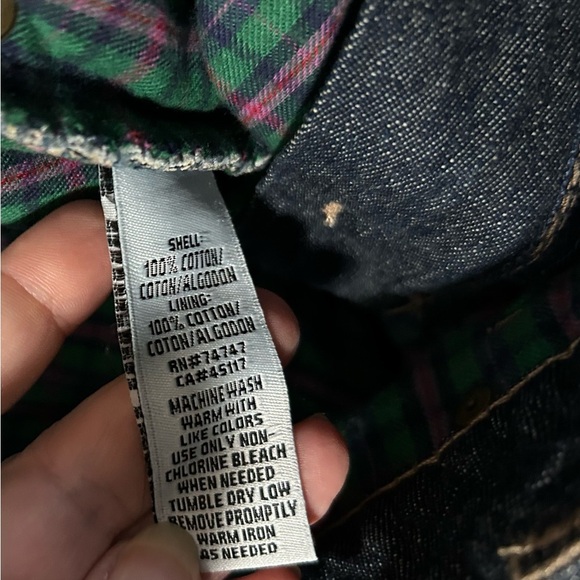 SHELL-
100% COTTON/
COTON/ALGODON
LINING-
100% COTTON/
COTON/ALGODON
RN#74747
CA#45117
MACHINE WASH
WARM WITH
LIKE COLORS
USE ONLY NON-
CHLORINE BLEACH
WHEN NEEDED
TUMBLE DRY LOW
REMOVE PROMPTLY
WARM IRON
AS NEEDED